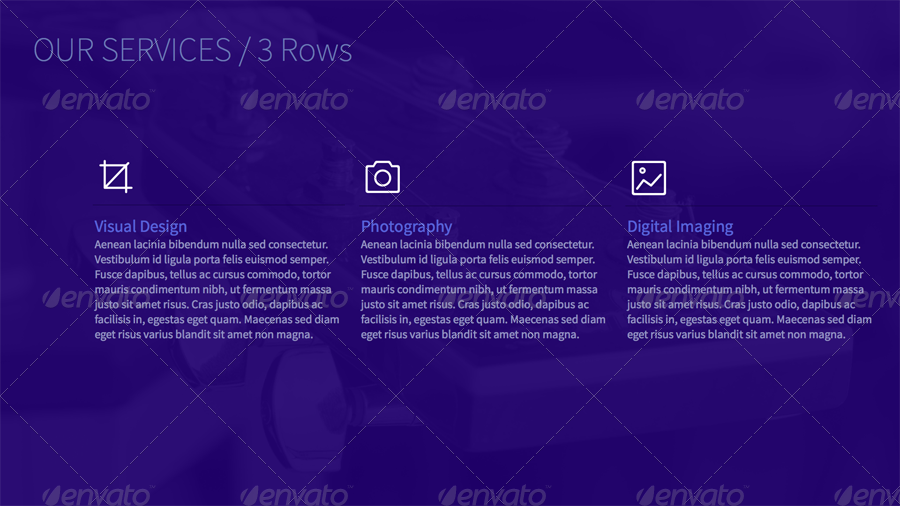 OUR SERVICES / 3 Rows
envato envato envato envato envato
Visual Design
Aenean lacinia bibendum nulla sed consectetur.
Vestibulum id ligula porta felis euismod semper.
Fusce dapibus, tellus ac cursus commodo, tortor
mauris condimentum nibh, ut fermentum massa
justo sit amet risus. Cras justo odio, dapibus ac
facilisis in, egestas eget quam. Maecenas sed diam
eget risus varius blandit sit amet non magna.
Photography
Aenean lacinia bibendum nulla sed consectetur.
Vestibulum id ligula porta felis euismod semper.
Fusce dapibus, tellus ac cursus commodo, tortor
mauris condimentum nibh, ut fermentum massa
justo sit amet risus. Cras justo odio, dapibus ac
facilisis in, egestas eget quam. Maecenas sed diam
eget risus varius blandit sit amet non magna.
Digital Imaging
Aenean lacinia bibendum nulla sed consectetur.
Vestibulum id ligula porta felis euismod semper.
Fusce dapibus, tellus ac cursus commodo, tortor
mauris condimentum nibh, ut fermentum massa
justo sit amet risus. Cras justo odio, dapibus ac
facilisis in, egestas eget quam. Maecenas sed diam
eget risus varius blandit sit amet non magna.
envato envato envato envato envato
envato envato envato envato envato